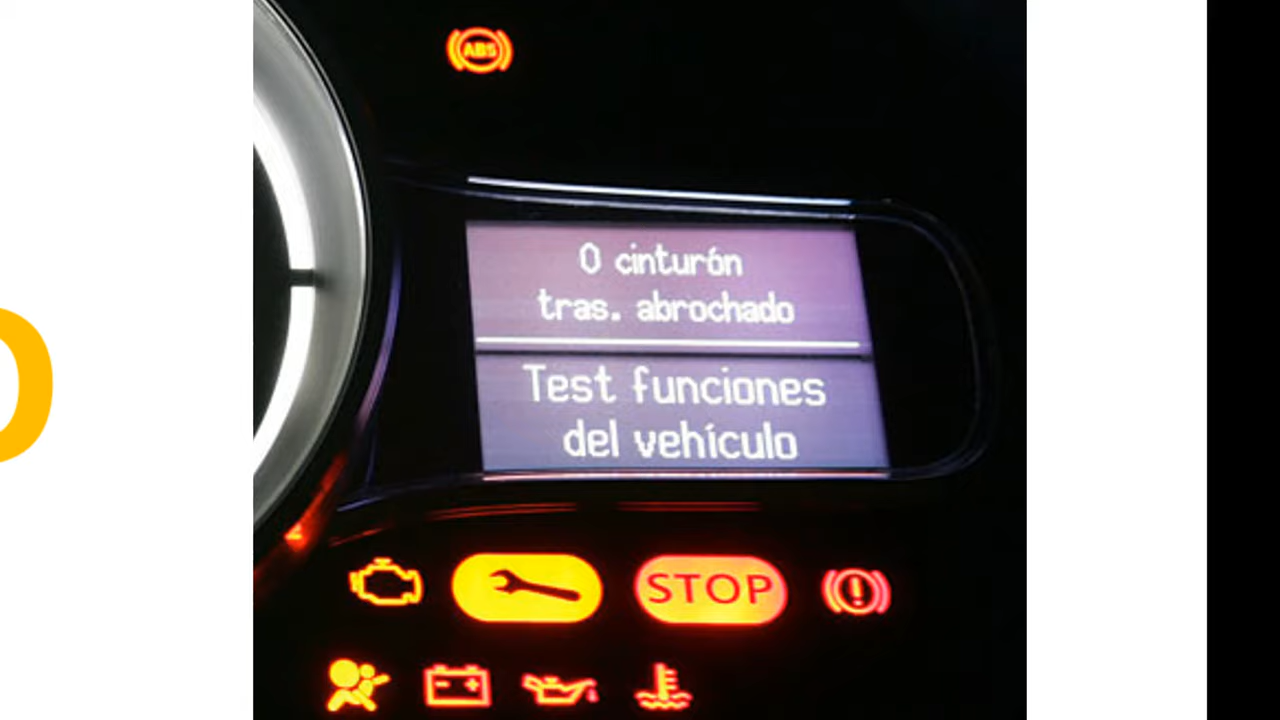 ABS
0 cinturón
tras. abrochado
Test funciones
del vehículo
STOP